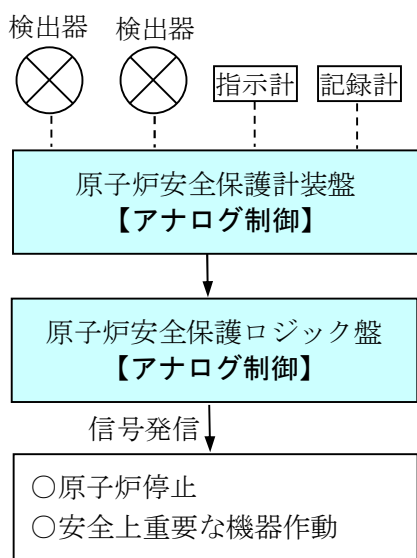 検出器
検出器
指示計
記録計
原子炉安全保護計装盤
【アナログ制御】
原子炉安全保護ロジック盤
【アナログ制御】
信号発信
○原子炉停止
○安全上重要な機器作動